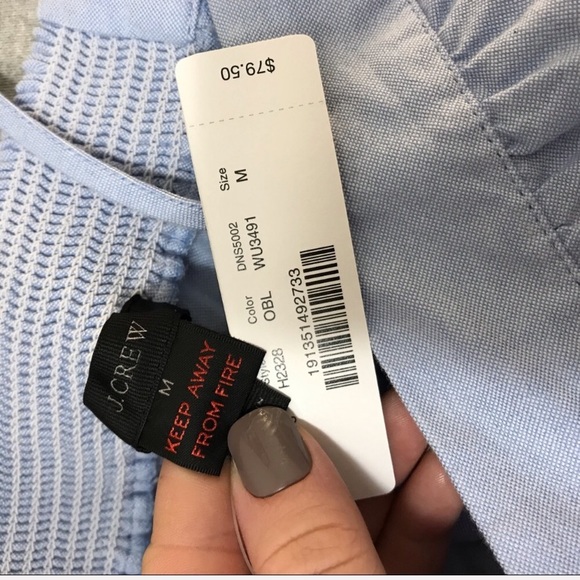 $79.50
Size
M
DNS5002
WU3491
Color
OBL
H2328
191351492733
J.CREW
M
KEEP AWAY
FROM FIRE